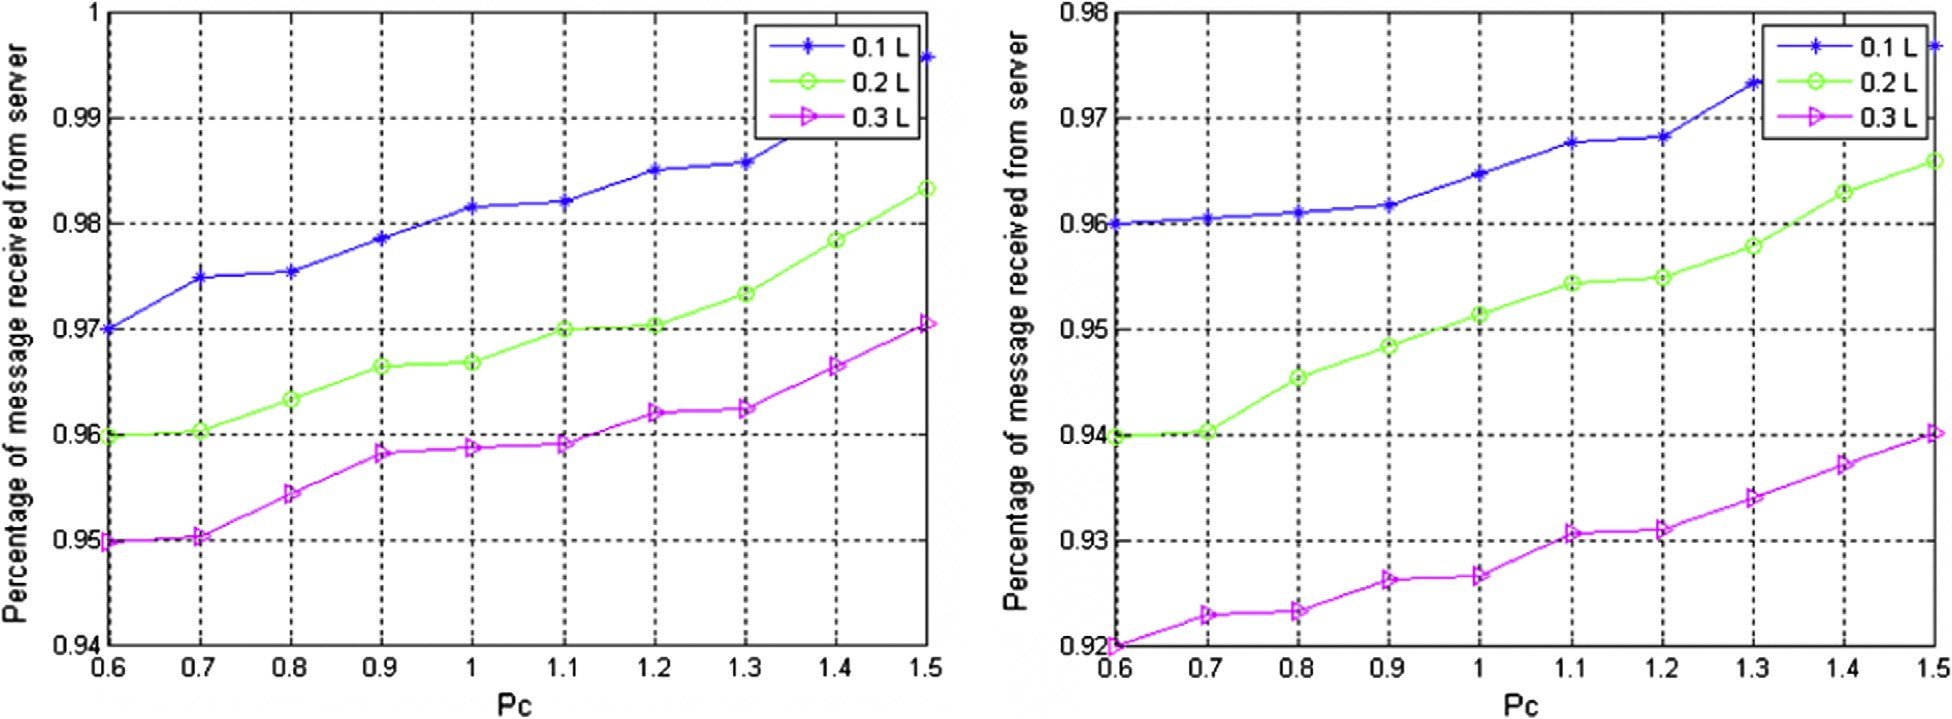 Percentage of message received from server
1
0.99
0.98
0.97
0.96
0.95
0.94
0.6 0.7 0.8 0.9 1 1.1 1.2 1.3 1.4 1.5
Pc
0.1 L
0.2 L
0.3 L
Percentage of message received from server
0.98
0.97
0.96
0.95
0.94
0.93
0.92
0.6 0.7 0.8 0.9 1 1.1 1.2 1.3 1.4 1.5
Pc
0.1 L
0.2 L
0.3 L